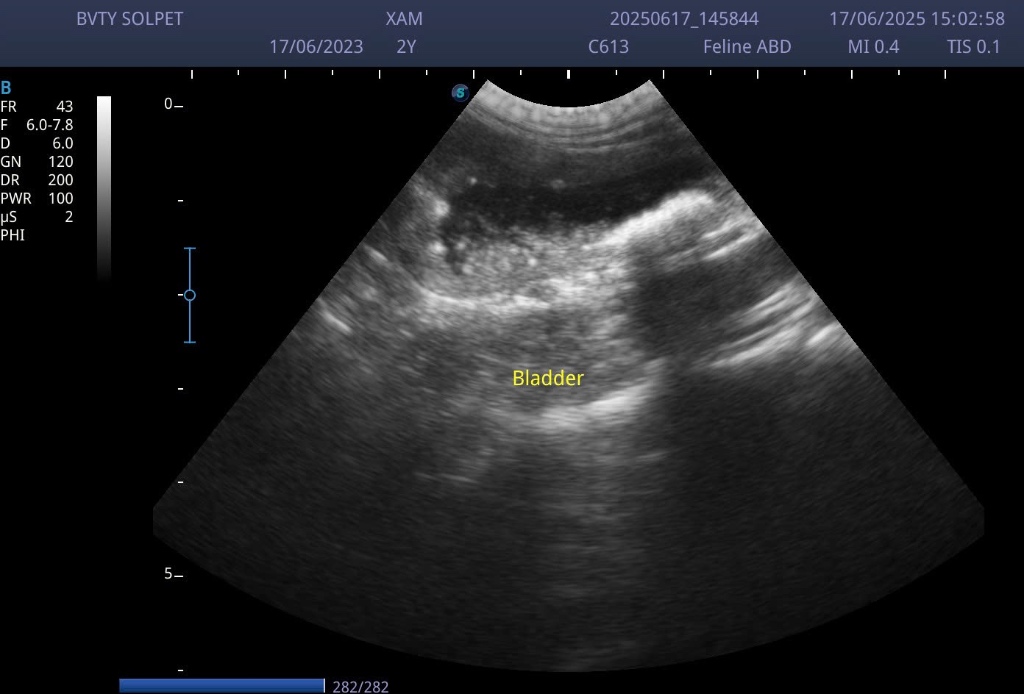 BVTY SOLPET XAM 20250617_145844 17/06/2025 15:02:58
17/06/2023 2Y C613 Feline ABD MI 0.4 TIS 0.1
B
FR 43
F 6.0-7.8
D 6.0
GN 120
DR 200
PWR 100
µS 2
PHI
S
0
Bladder
5
282/282